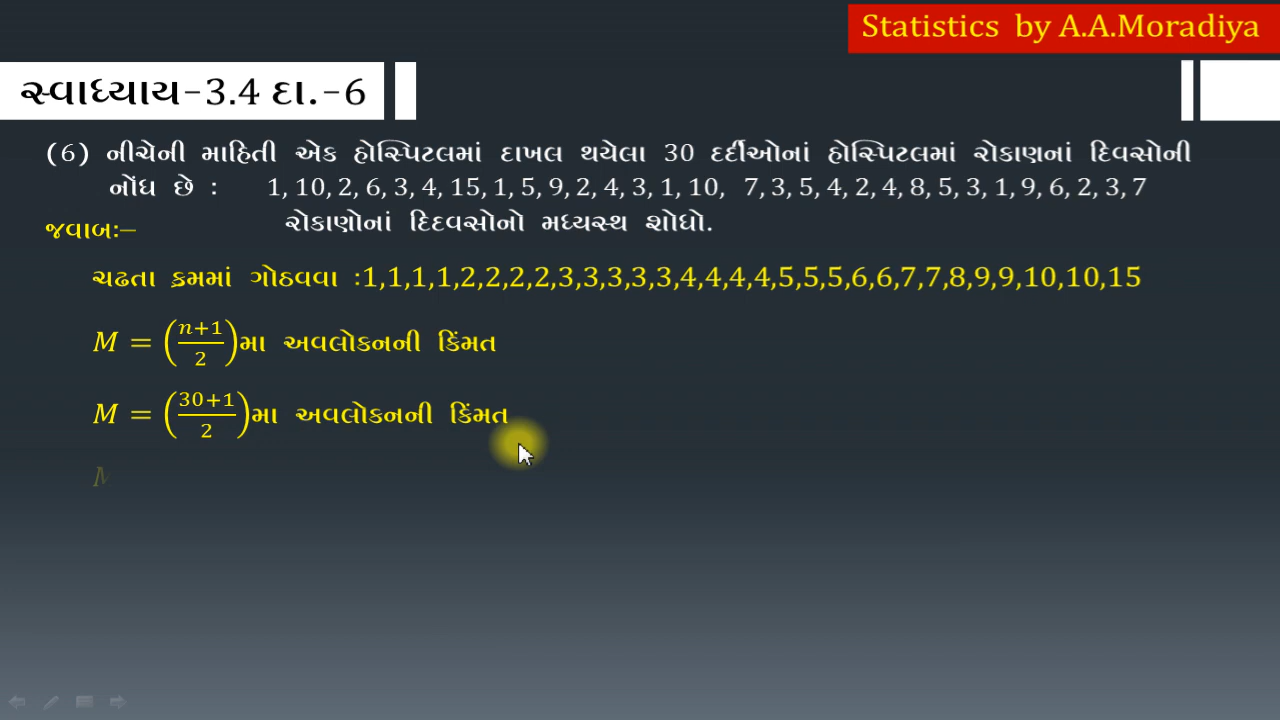 Statistics by A.A.Moradiya
સ્વાધ્યાય-3.4 દા.-6
(6) નીચેની માહિતી એક હોસ્પિટલમાં દાખલ થયેલા 30 દર્દીઓનાં હોસ્પિટલમાં રોકાણનાં દિવસોની
નોંધ છે : 1, 10, 2, 6, 3, 4, 15, 1, 5, 9, 2, 4, 3, 1, 10, 7, 3, 5, 4, 2, 4, 8, 5, 3, 1, 9, 6, 2, 3, 7
રોકાણોનાં દિદવસોનો મધ્યસ્થ શોધો.
જવાબ:–
ચઢતા ક્રમમાં ગોઠવવા :1,1,1,1,2,2,2,2,3,3,3,3,3,4,4,4,4,5,5,5,6,6,7,7,8,9,9,10,10,15
M = (n+1/2)મા અવલોકનની કિંમત
M = (30+1/2)મા અવલોકનની કિંમત
M